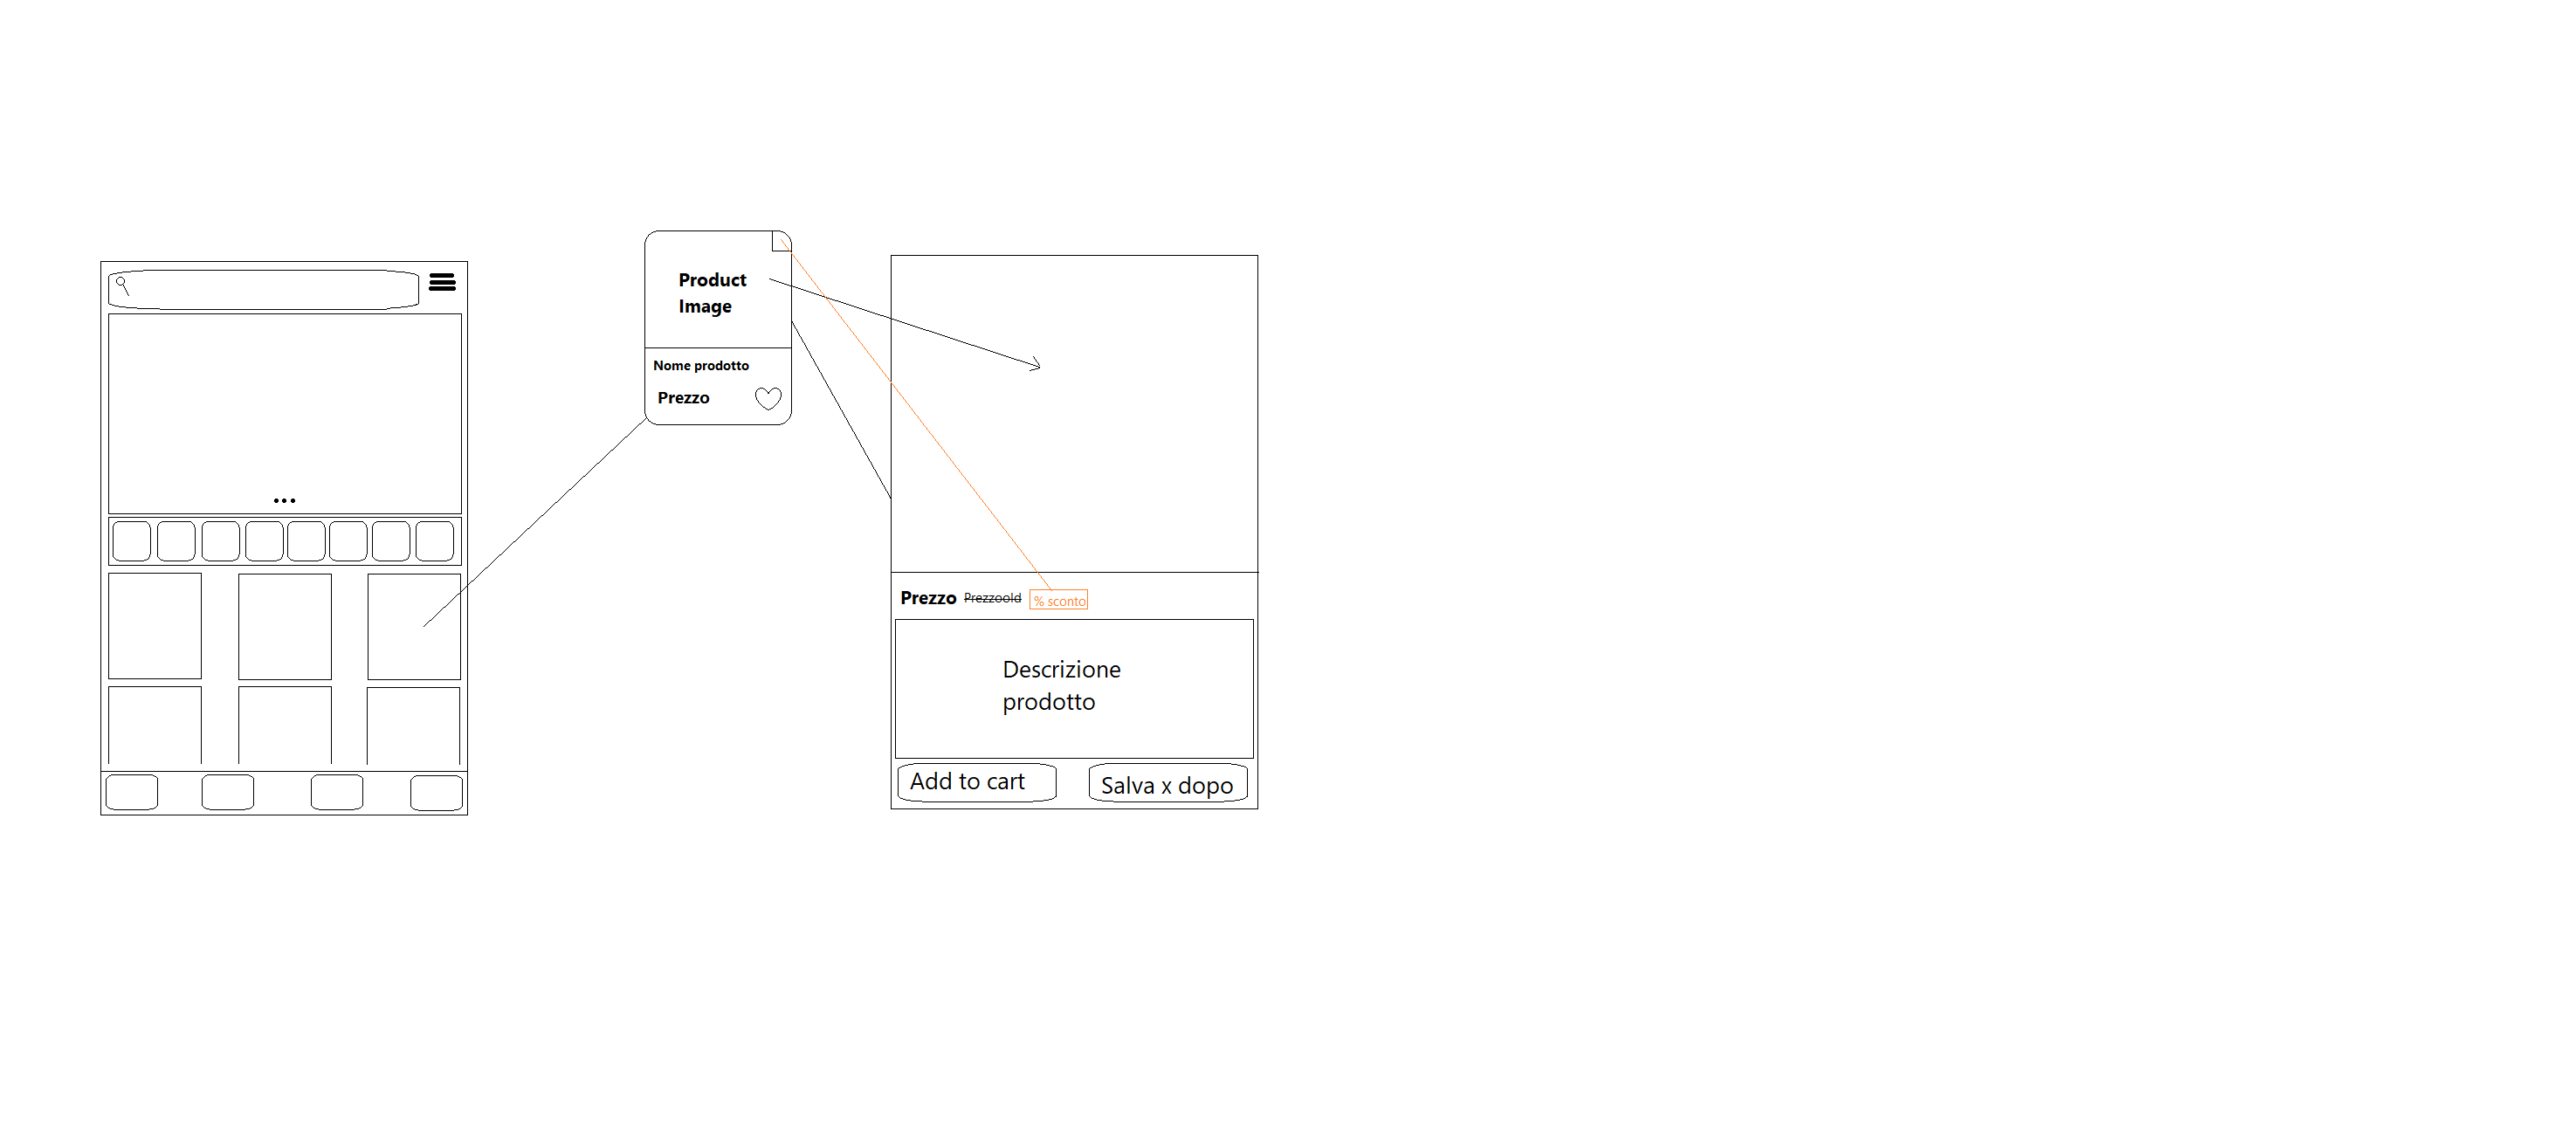 Product
Image
Nome prodotto
Prezzo
Prezzo Prezzoold % sconto
Descrizione
prodotto
Add to cart
Salva x dopo